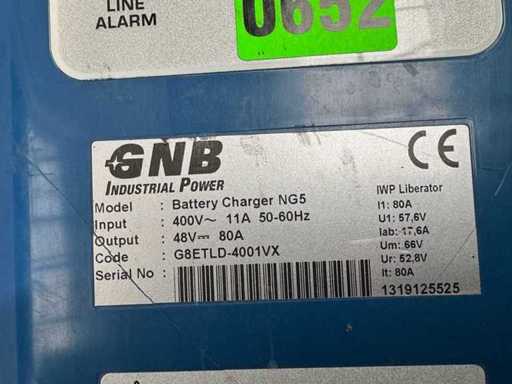 LINE
ALARM
0652
GNB
INDUSTRIAL POWER
CE
Model : Battery Charger NG5
Input : 400V~ 11A 50-60Hz
Output : 48V⎓ 80A
Code : G8ETLD-4001VX
Serial No :
IWP Liberator
I1: 80A
U1: 57,6V
Iab: 17,6A
Um: 66V
Ur: 52,8V
It: 80A
1319125525